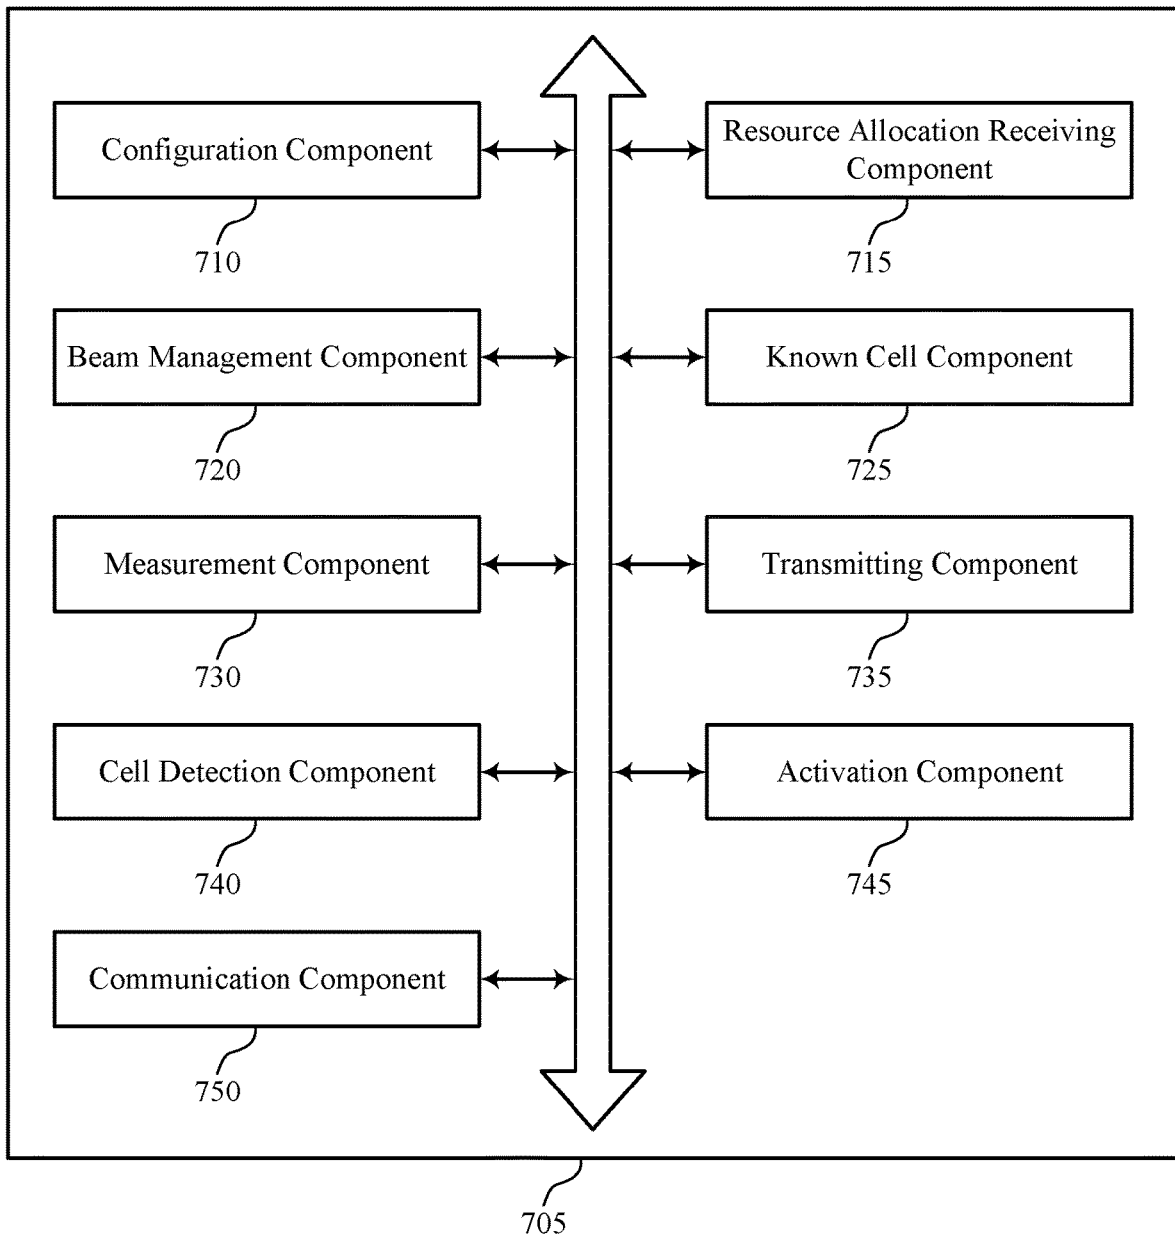 Configuration Component
710
Resource Allocation Receiving
Component
715
Beam Management Component
720
Known Cell Component
725
Measurement Component
730
Transmitting Component
735
Cell Detection Component
740
Activation Component
745
Communication Component
750
705